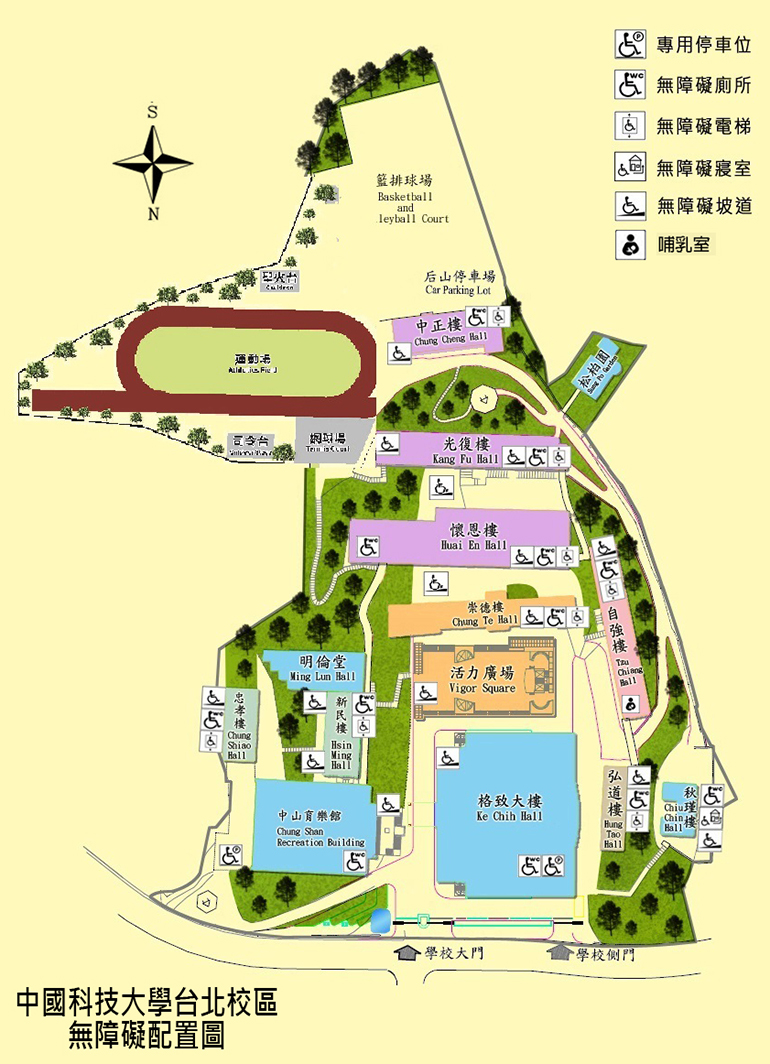 S
N
P
專用停車位
WC
無障礙廁所
無障礙電梯
無障礙寢室
無障礙坡道
哺乳室
籃排球場
Basketball
and
.leyball Court
后山停車場
Car Parking Lot
中正樓
Chung Cheng Hall
松柏園
Sung Po Garden
運動場
Athletics Field
司令台
網球場
Tennis Court
光復樓
Kang Fu Hall
懷恩樓
Huai En Hall
崇德樓
Chung Te Hall
自強樓
Tzu
Chiang
Hall
活力廣場
Vigor Square
明倫堂
Ming Lun Hall
忠孝樓
Chung
Shiao
Hall
新民樓
Hsin
Ming
Hall
格致大樓
Ke Chih Hall
弘道樓
Hung
Tao
Hall
秋瑾樓
Chiu
Chin
Hall
中山育樂館
Chung Shan
Recreation Building
學校大門
學校側門
中國科技大學台北校區
無障礙配置圖